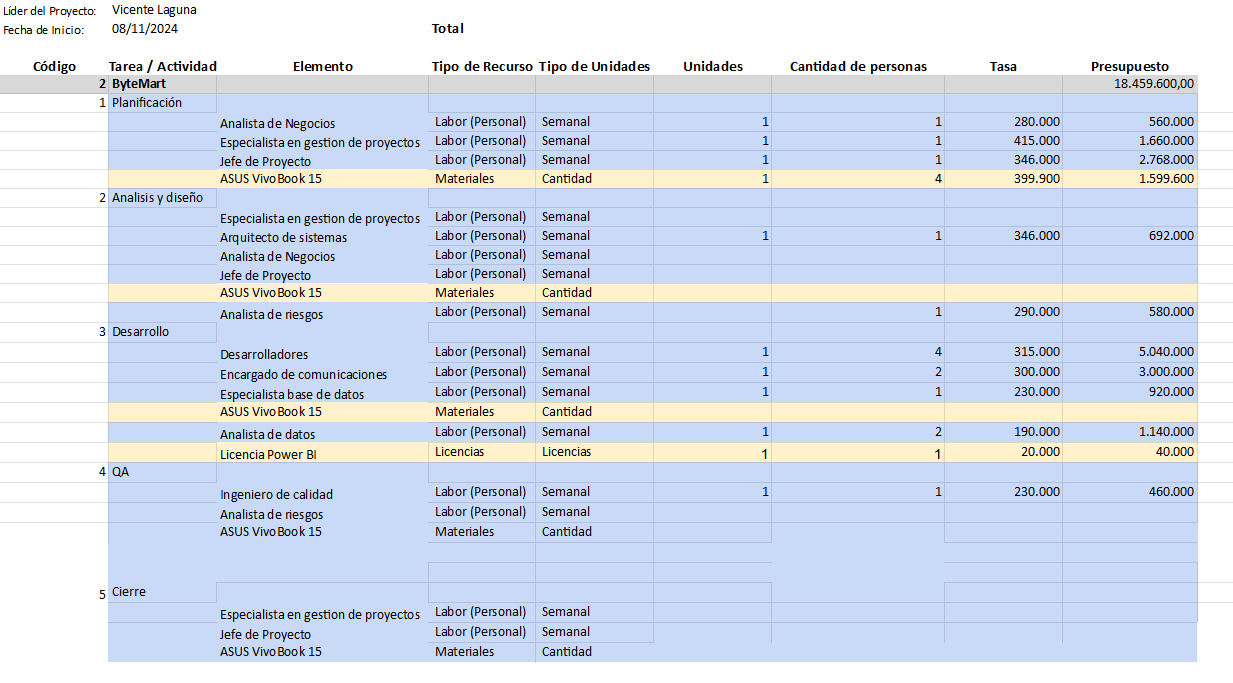 Líder del Proyecto: Vicente Laguna
Fecha de Inicio: 08/11/2024 Total
Código Tarea / Actividad Elemento Tipo de Recurso Tipo de Unidades Unidades Cantidad de personas Tasa Presupuesto
2 ByteMart 18.459.600,00
1 Planificación
Analista de Negocios Labor (Personal) Semanal 1 1 280.000 560.000
Especialista en gestion de proyectos Labor (Personal) Semanal 1 1 415.000 1.660.000
Jefe de Proyecto Labor (Personal) Semanal 1 1 346.000 2.768.000
ASUS VivoBook 15 Materiales Cantidad 1 4 399.900 1.599.600
2 Analisis y diseño
Especialista en gestion de proyectos Labor (Personal) Semanal
Arquitecto de sistemas Labor (Personal) Semanal 1 1 346.000 692.000
Analista de Negocios Labor (Personal) Semanal
Jefe de Proyecto Labor (Personal) Semanal
ASUS VivoBook 15 Materiales Cantidad
Analista de riesgos Labor (Personal) Semanal 1 290.000 580.000
3 Desarrollo
Desarrolladores Labor (Personal) Semanal 1 4 315.000 5.040.000
Encargado de comunicaciones Labor (Personal) Semanal 1 2 300.000 3.000.000
Especialista base de datos Labor (Personal) Semanal 1 1 230.000 920.000
ASUS VivoBook 15 Materiales Cantidad
Analista de datos Labor (Personal) Semanal 1 2 190.000 1.140.000
Licencia Power BI Licencias Licencias 1 1 20.000 40.000
4 QA
Ingeniero de calidad Labor (Personal) Semanal 1 1 230.000 460.000
Analista de riesgos Labor (Personal) Semanal
ASUS VivoBook 15 Materiales Cantidad
5 Cierre
Especialista en gestion de proyectos Labor (Personal) Semanal
Jefe de Proyecto Labor (Personal) Semanal
ASUS VivoBook 15 Materiales Cantidad